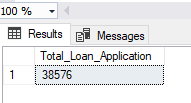 100 %
Results Messages
Total_Loan_Application
1 38576